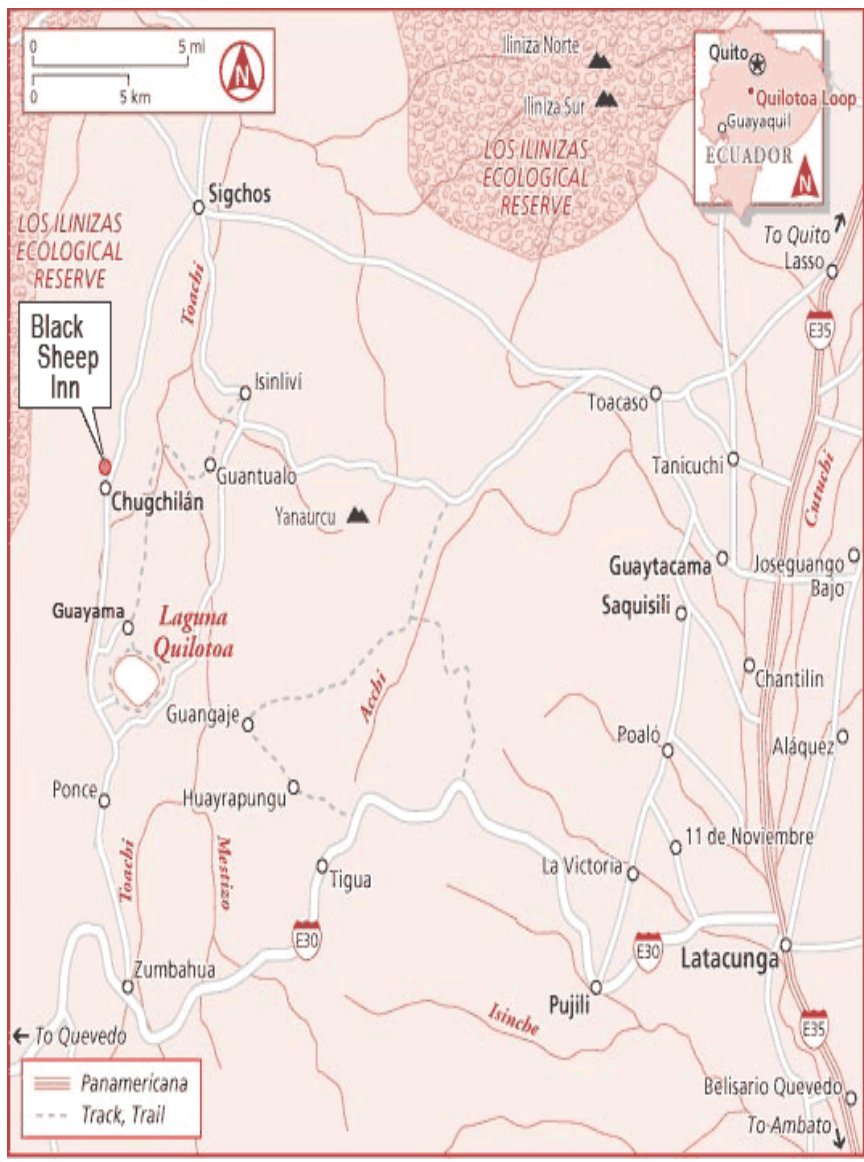 0 5 mi
0 5 km
N
Iliniza Norte
Iliniza Sur
LOS ILINIZAS
ECOLOGICAL
RESERVE
Quito
Quilotoa Loop
Guayaquil
ECUADOR
N
Sigchos
LOS ILINIZAS
ECOLOGICAL
RESERVE
To Quito
Lasso
E35
Toachi
Black
Sheep
Inn
Isinliví
Toacaso
Guantualo
Tanicuchi
Cutuchi
Chugchilán
Yanaurcu
Guaytacama
Joseguango
Bajo
Saquisili
Guayama
Laguna
Quilotoa
Chantilín
Acchi
Guangaje
Poaló
Aláquez
Ponce
Huayrapungu
11 de Noviembre
Toachi
Mestizo
Tigua
La Victoria
E30
E30
Latacunga
Zumbahua
Pujili
Isinche
To Quevedo
E35
Panamericana
Track, Trail
Belisario Quevedo
To Ambato